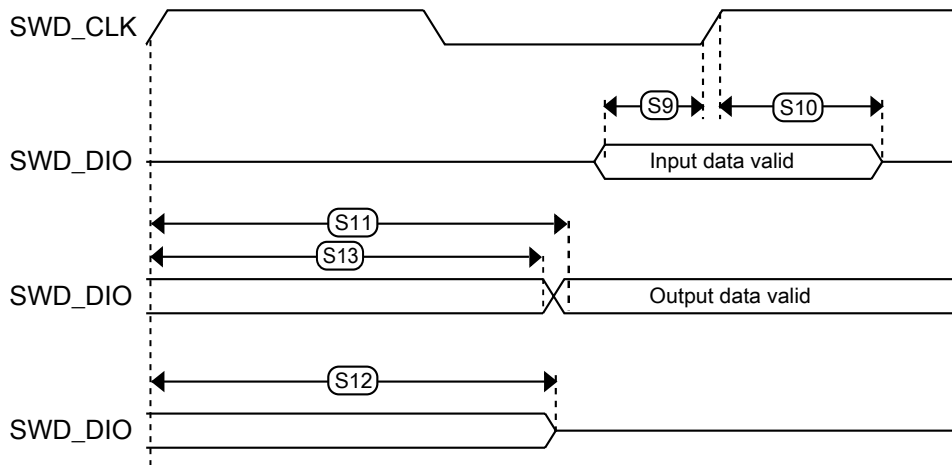 SWD_CLK
S9
S10
SWD_DIO
Input data valid
S11
S13
SWD_DIO
Output data valid
S12
SWD_DIO